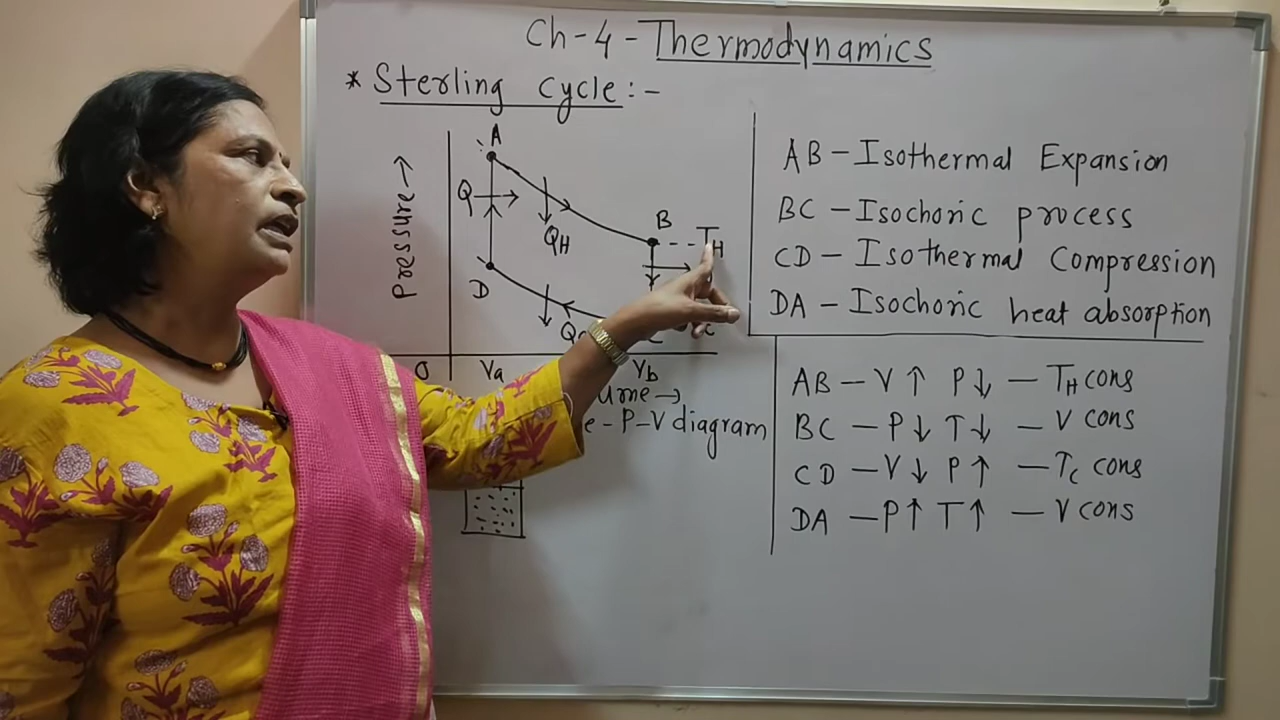 Ch-4-Thermodynamics
* Sterling cycle:-
A
Pressure→
Q
QH
B
TH
D
O
Va
Vb
P-V diagram
AB - Isothermal Expansion
BC - Isochoric process
CD - Isothermal Compression
DA - Isochoric heat absorption
AB - V↑ P↓ - TH cons
BC - P↓ T↓ - V cons
CD - V↓ P↑ - Tc cons
DA - P↑ T↑ - V cons